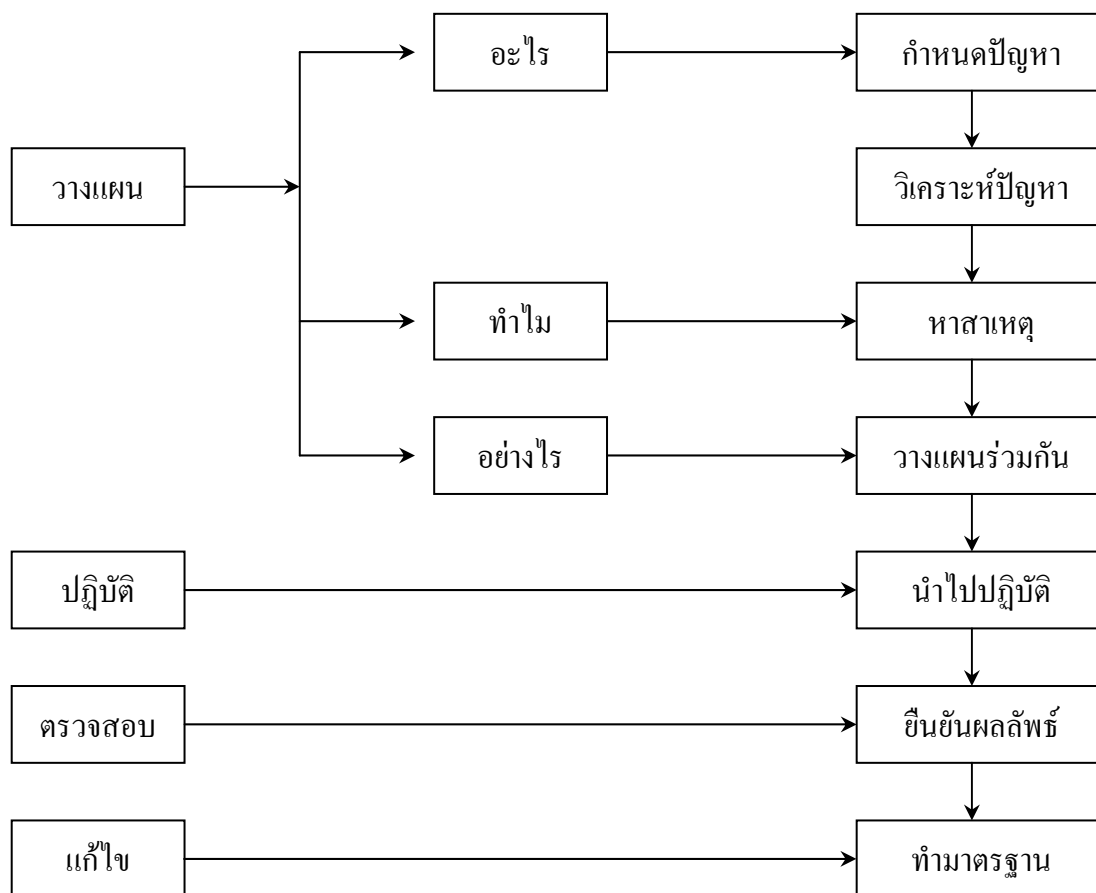 อะไร
กำหนดปัญหา
วางแผน
วิเคราะห์ปัญหา
ทำไม
หาสาเหตุ
อย่างไร
วางแผนร่วมกัน
ปฏิบัติ
นำไปปฏิบัติ
ตรวจสอบ
ยืนยันผลลัพธ์
แก้ไข
ทำมาตรฐาน